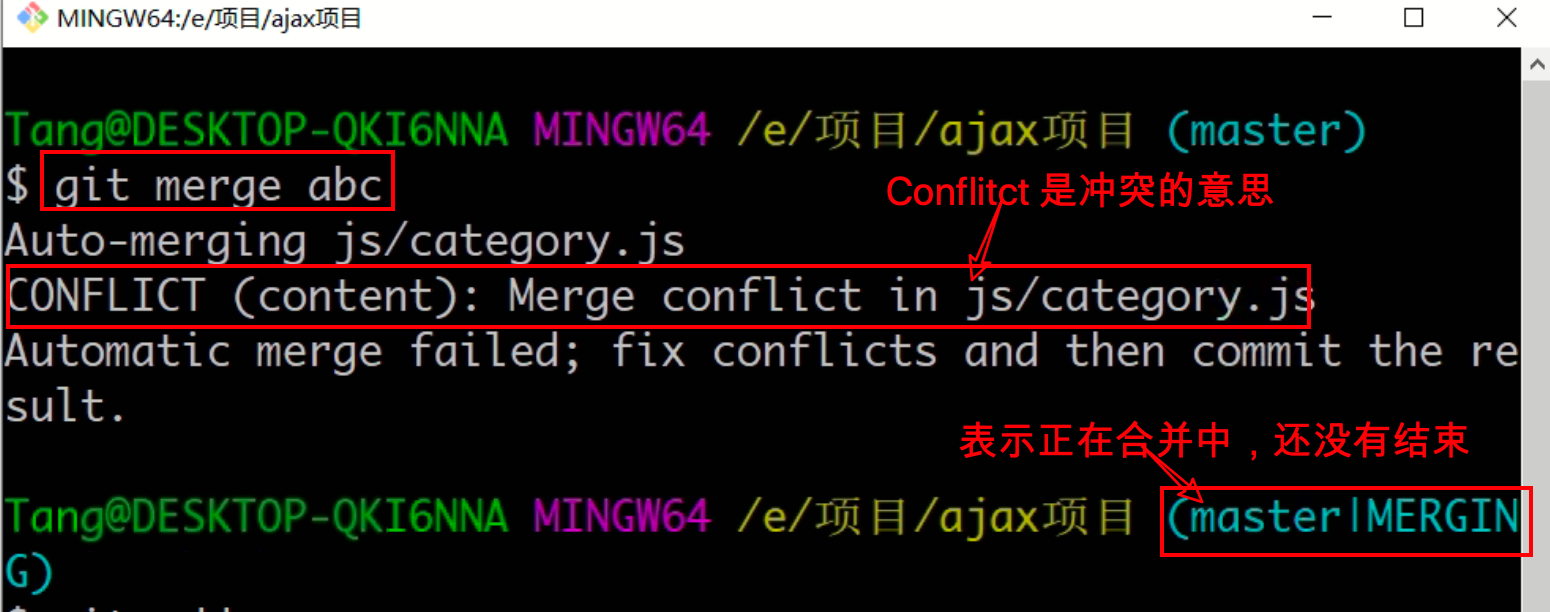 MINGW64:/e/项目/ajax项目
Tang@DESKTOP-QKI6NNA MINGW64 /e/项目/ajax项目 (master)
$ git merge abc
Conflitct 是冲突的意思
Auto-merging js/category.js
CONFLICT (content): Merge conflict in js/category.js
Automatic merge failed; fix conflicts and then commit the re
sult.
表示正在合并中，还没有结束
Tang@DESKTOP-QKI6NNA MINGW64 /e/项目/ajax项目 (master|MERGIN
G)